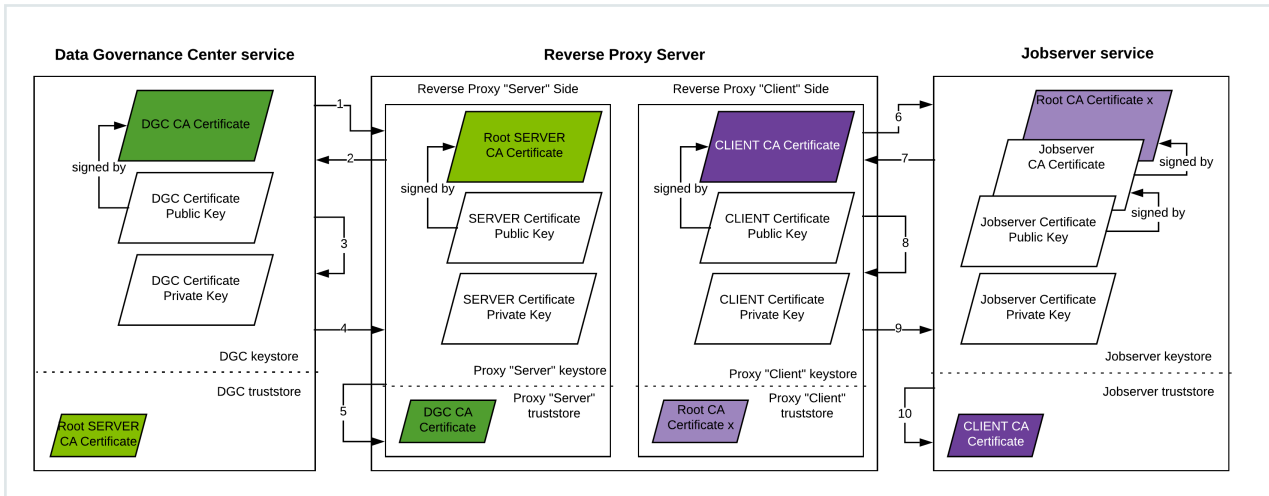 Data Governance Center service
DGC CA Certificate
signed by
DGC Certificate
Public Key
DGC Certificate
Private Key
DGC keystore
DGC truststore
Root SERVER
CA Certificate
1
2
3
4
5
Reverse Proxy Server
Reverse Proxy "Server" Side
Root SERVER
CA Certificate
signed by
SERVER Certificate
Public Key
SERVER Certificate
Private Key
Proxy "Server" keystore
Proxy "Server"
truststore
DGC CA
Certificate
Reverse Proxy "Client" Side
CLIENT CA Certificate
signed by
CLIENT Certificate
Public Key
CLIENT Certificate
Private Key
Proxy "Client" keystore
Proxy "Client"
truststore
Root CA
Certificate x
6
7
8
9
10
Jobserver service
Root CA Certificate x
Jobserver
CA Certificate
signed by
Jobserver Certificate
Public Key
signed by
Jobserver Certificate
Private Key
Jobserver keystore
Jobserver truststore
CLIENT CA
Certificate